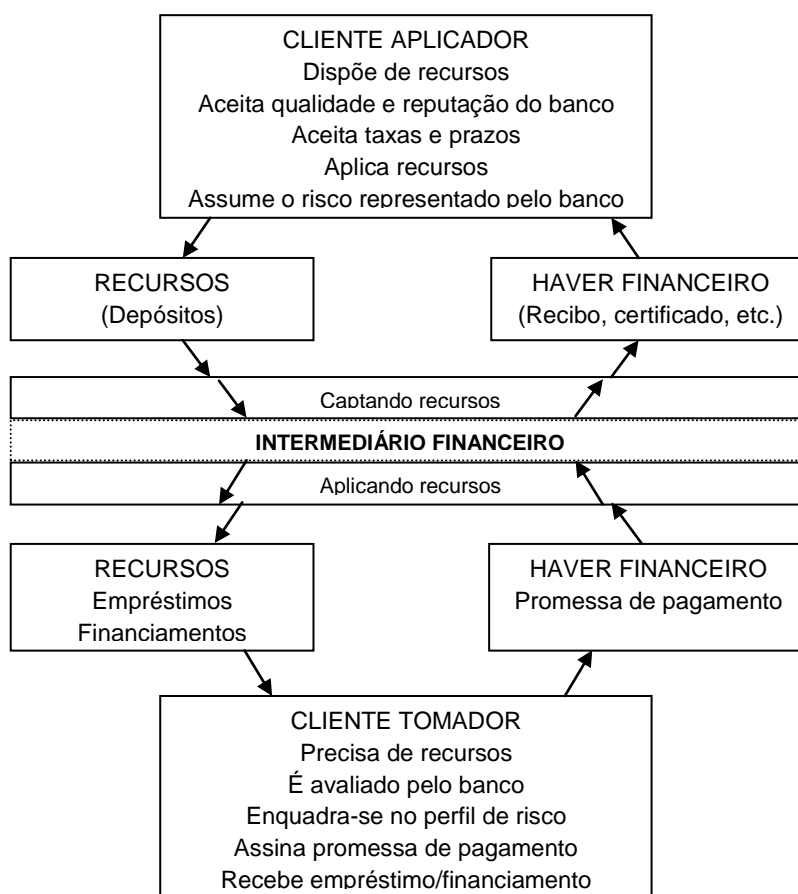 CLIENTE APLICADOR
Dispõe de recursos
Aceita qualidade e reputação do banco
Aceita taxas e prazos
Aplica recursos
Assume o risco representado pelo banco
RECURSOS
(Depósitos)
HAVER FINANCEIRO
(Recibo, certificado, etc.)
Captando recursos
INTERMEDIÁRIO FINANCEIRO
Aplicando recursos
RECURSOS
Empréstimos
Financiamentos
HAVER FINANCEIRO
Promessa de pagamento
CLIENTE TOMADOR
Precisa de recursos
É avaliado pelo banco
Enquadra-se no perfil de risco
Assina promessa de pagamento
Recebe empréstimo/financiamento